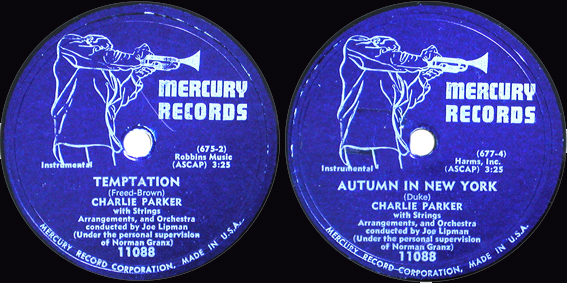 MERCURY
RECORDS
(675-2)
Robbins Music
(ASCAP) 3:25
Instrumental
TEMPTATION
(Freed-Brown)
CHARLIE PARKER
with Strings
Arrangements, and Orchestra
conducted by Joe Lipman
(Under the personal supervision
of Norman Granz)
11088
MERCURY RECORD CORPORATION, MADE IN U.S.A.
MERCURY
RECORDS
(677-4)
Harms, Inc.
(ASCAP) 3:25
Instrumental
AUTUMN IN NEW YORK
(Duke)
CHARLIE PARKER
with Strings
Arrangements, and Orchestra
conducted by Joe Lipman
(Under the personal supervision
of Norman Granz)
11088
MERCURY RECORD CORPORATION, MADE IN U.S.A.